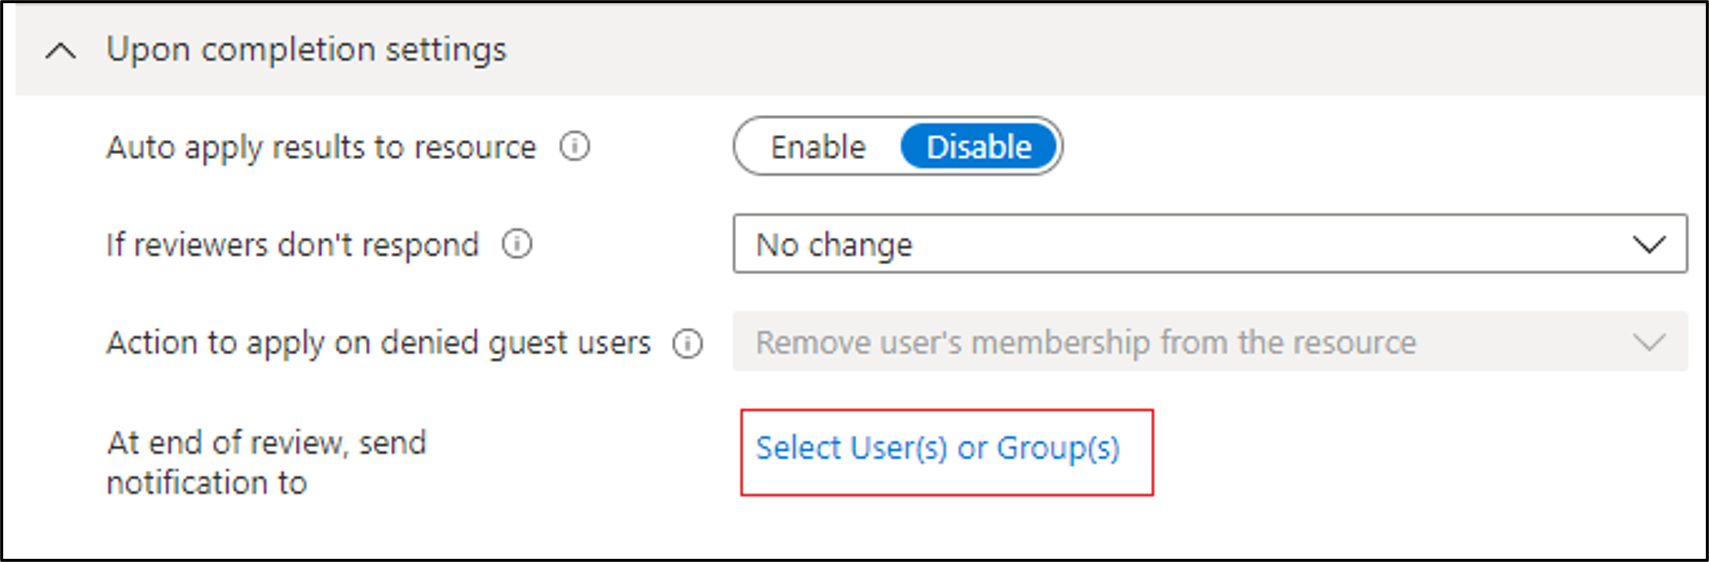 Upon completion settings
Auto apply results to resource
Enable
Disable
If reviewers don't respond
No change
Action to apply on denied guest users
Remove user's membership from the resource
At end of review, send
notification to
Select User(s) or Group(s)